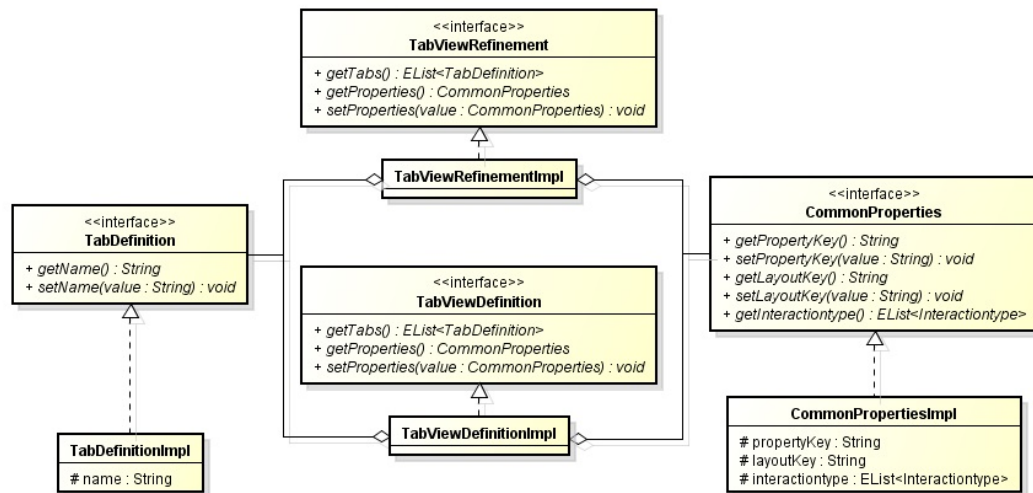 <<interface>>
TabViewRefinement
+ getTabs() : EList<TabDefinition>
+ getProperties() : CommonProperties
+ setProperties(value : CommonProperties) : void
TabViewRefinementImpl
<<interface>>
TabDefinition
+ getName() : String
+ setName(value : String) : void
<<interface>>
CommonProperties
+ getPropertyKey() : String
+ setPropertyKey(value : String) : void
+ getLayoutKey() : String
+ setLayoutKey(value : String) : void
+ getInteractiontype() : EList<Interactiontype>
<<interface>>
TabViewDefinition
+ getTabs() : EList<TabDefinition>
+ getProperties() : CommonProperties
+ setProperties(value : CommonProperties) : void
TabViewDefinitionImpl
TabDefinitionImpl
# name : String
CommonPropertiesImpl
# propertyKey : String
# layoutKey : String
# interactiontype : EList<Interactiontype>